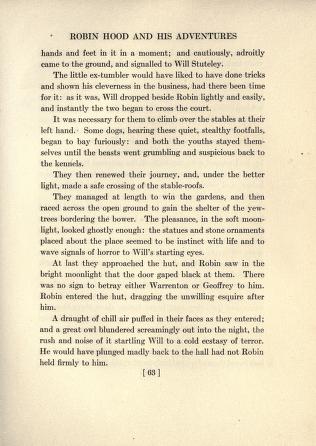 ROBIN HOOD AND HIS ADVENTURES
hands and feet in it in a moment; and cautiously, adroitly
came to the ground, and signalled to Will Stuteley.
The little ex-tumbler would have liked to have done tricks
and shown his cleverness in the business, had there been time
for it: as it was, Will dropped beside Robin lightly and easily,
and instantly the two began to cross the court.
It was necessary for them to climb over the stables at their
left hand. Some dogs, hearing these quiet, stealthy footfalls,
began to bay furiously: and both the youths stayed them-
selves until the beasts went grumbling and suspicious back to
the kennels.
They then renewed their journey, and, under the better
light, made a safe crossing of the stable-roofs.
They managed at length to win the gardens, and then
raced across the open ground to gain the shelter of the yew-
trees bordering the bower. The pleasance, in the soft moon-
light, looked ghostly enough: the statues and stone ornaments
placed about the place seemed to be instinct with life and to
wave signals of horror to Will's starting eyes.
At last they approached the hut, and Robin saw in the
bright moonlight that the door gaped black at them. There
was no sign to betray either Warrenton or Geoffrey to him.
Robin entered the hut, dragging the unwilling esquire after
him.
A draught of chill air puffed in their faces as they entered;
and a great owl blundered screamingly out into the night, the
rush and noise of it startling Will to a cold ecstasy of terror.
He would have plunged madly back to the hall had not Robin
held firmly to him.
[ 63 ]